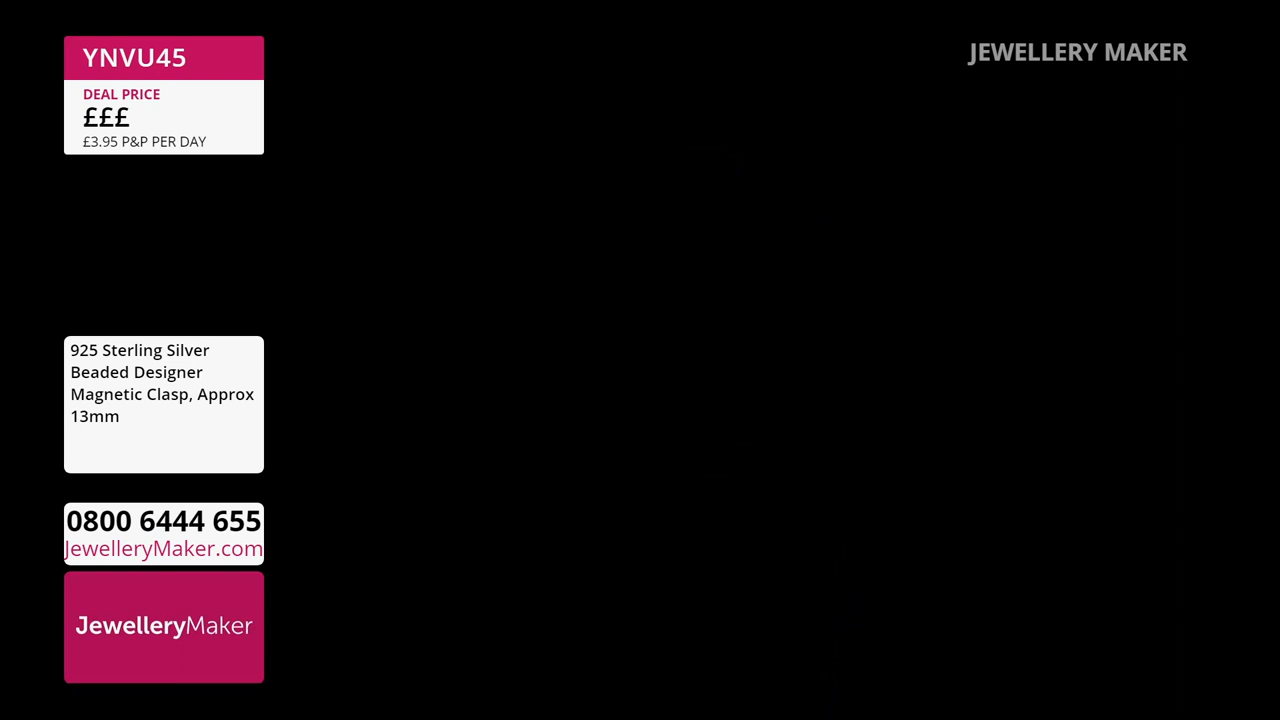 YNVU45
DEAL PRICE
£££
£3.95 P&P PER DAY
JEWELLERY MAKER
925 Sterling Silver
Beaded Designer
Magnetic Clasp, Approx
13mm
0800 6444 655
JewelleryMaker.com
JewelleryMaker